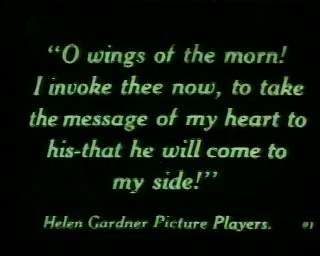 "O wings of the morn!
I invoke thee now, to take
the message of my heart to
his-that he will come to
my side!"
Helen Gardner Picture Players. 91